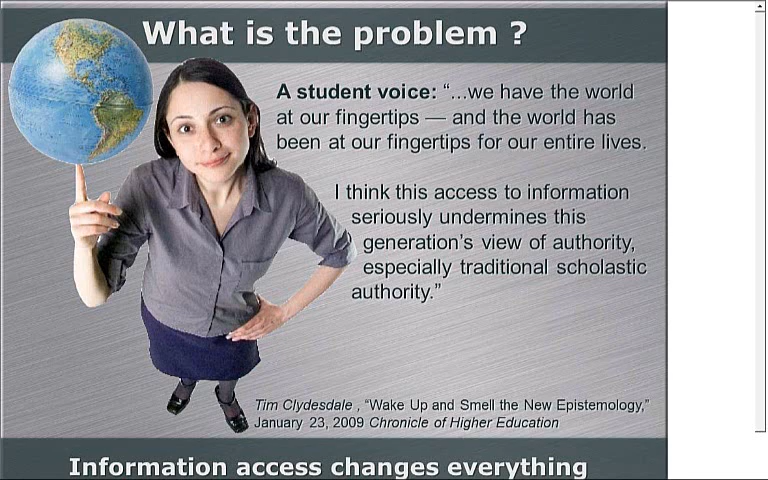 What is the problem ?
A student voice: “...we have the world
at our fingertips — and the world has
been at our fingertips for our entire lives.
I think this access to information
seriously undermines this
generation’s view of authority,
especially traditional scholastic
authority.”
Tim Clydesdale , “Wake Up and Smell the New Epistemology,”
January 23, 2009 Chronicle of Higher Education
Information access changes everything